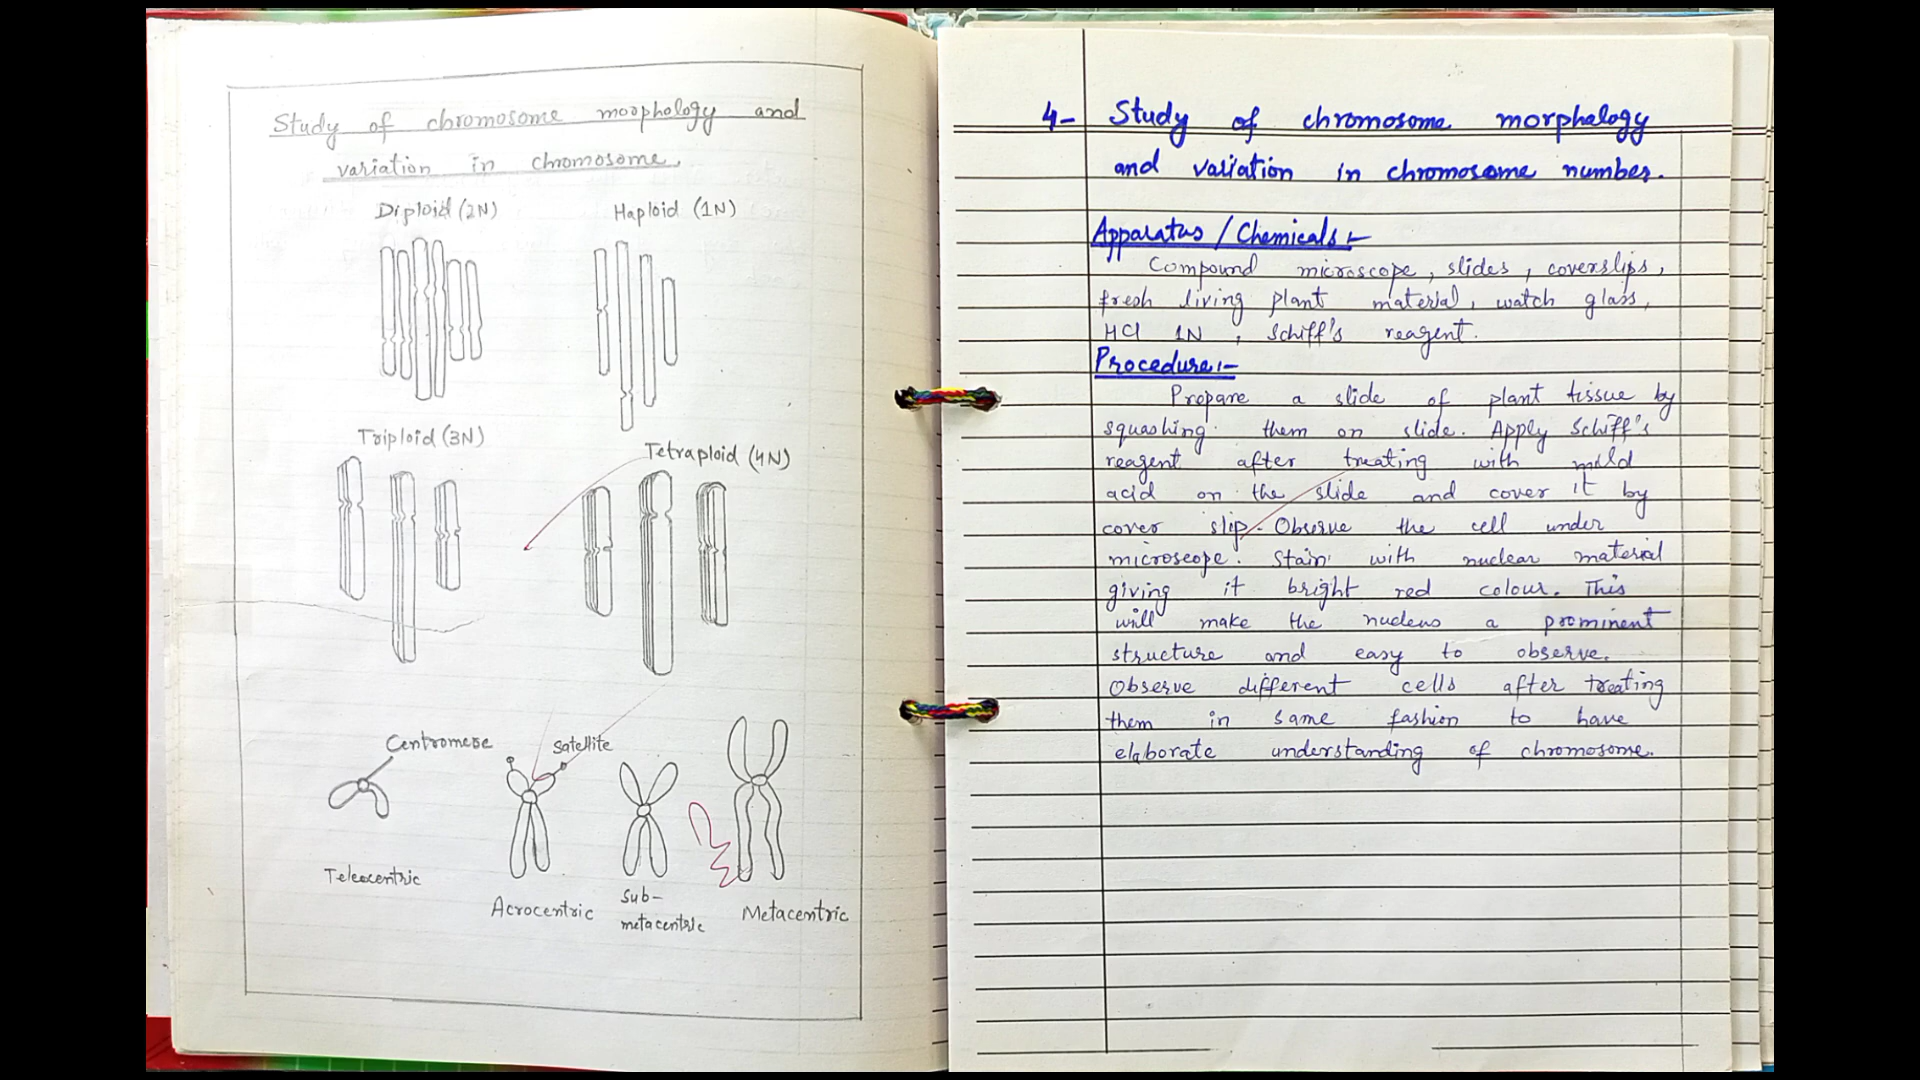 Study of chromosome morphology and
variation in chromosome.
Diploid (2N)
Haploid (1N)
Triploid (3N)
Tetraploid (4N)
Centromere
Satellite
Telocentric
Acrocentric
Sub-
metacentric
Metacentric
4- Study of chromosome morphology
and variation in chromosome number.
Apparatus / Chemicals :-
Compound microscope, slides, coverslips,
fresh living plant material, watch glass,
HCl 1N, Schiff's reagent.
Procedure :-
Prepare a slide of plant tissue by
squashing them on slide. Apply Schiff's
reagent after treating with mild
acid on the slide and cover it by
cover slip. Observe the cell under
microscope. Stain with nuclear material
giving it bright red colour. This
will make the nucleus a prominent
structure and easy to observe.
Observe different cells after treating
them in same fashion to have
elaborate understanding of chromosome.